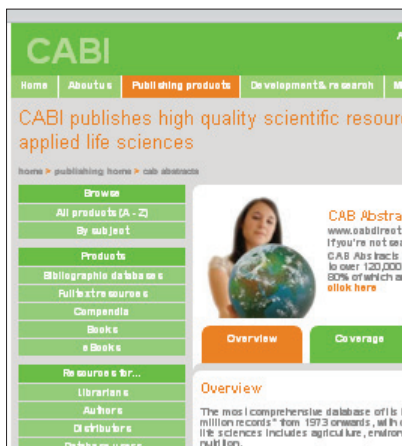 CABI
A
Home About us Publishing products Development & research M
CABI publishes high quality scientific resour
applied life sciences
home > publishing home > cab abstracts
Browse
All products (A - Z)
By subject
Products
Bibliographic databases
Full text resources
Compendia
Books
eBooks
Resources for...
Librarians
Authors
Distributors
Database users
CAB Abstra
www.cabdirect
If you're not sea
CAB Abstracts
to over 120,000
80% of which a
click here
Overview Coverage
Overview
The most comprehensive database of its
million records* from 1973 onwards, with
life sciences includes agriculture, environ
nutrition.